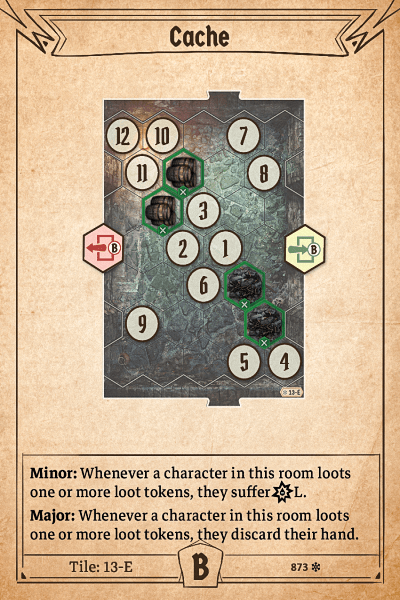 Cache
12 10 7
11 8
3
B 2 1 B
6
9
5 4
13-E
Minor: Whenever a character in this room loots
one or more loot tokens, they suffer L.
Major: Whenever a character in this room loots
one or more loot tokens, they discard their hand.
Tile: 13-E B 873